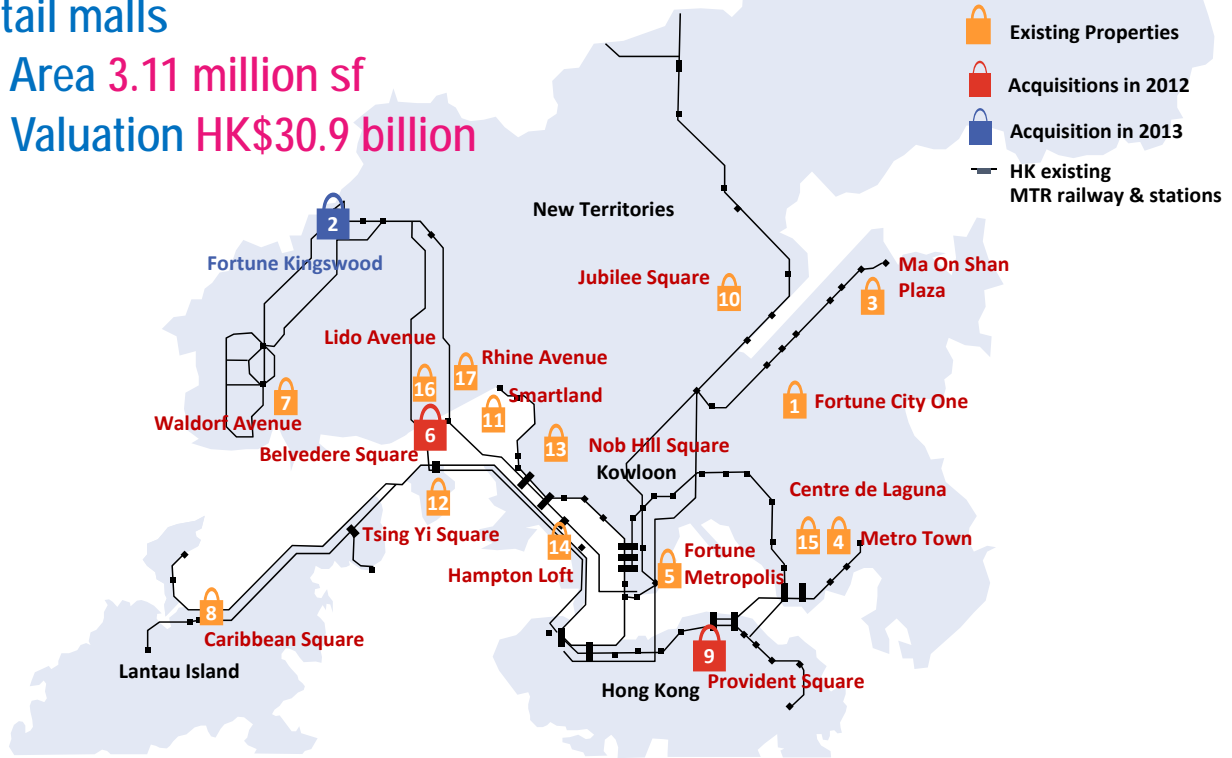 tail malls
Area 3.11 million sf
Valuation HK$30.9 billion
Existing Properties
Acquisitions in 2012
Acquisition in 2013
HK existing
MTR railway & stations
2
New Territories
Fortune Kingswood
Jubilee Square
10
Ma On Shan
Plaza
3
Lido Avenue
Rhine Avenue
16
17
Smartland
11
7
Waldorf Avenue
1
Fortune City One
6
Belvedere Square
13
Nob Hill Square
Kowloon
12
Centre de Laguna
Tsing Yi Square
14
15
4
Metro Town
Hampton Loft
5
Fortune
Metropolis
8
Caribbean Square
Lantau Island
9
Provident Square
Hong Kong